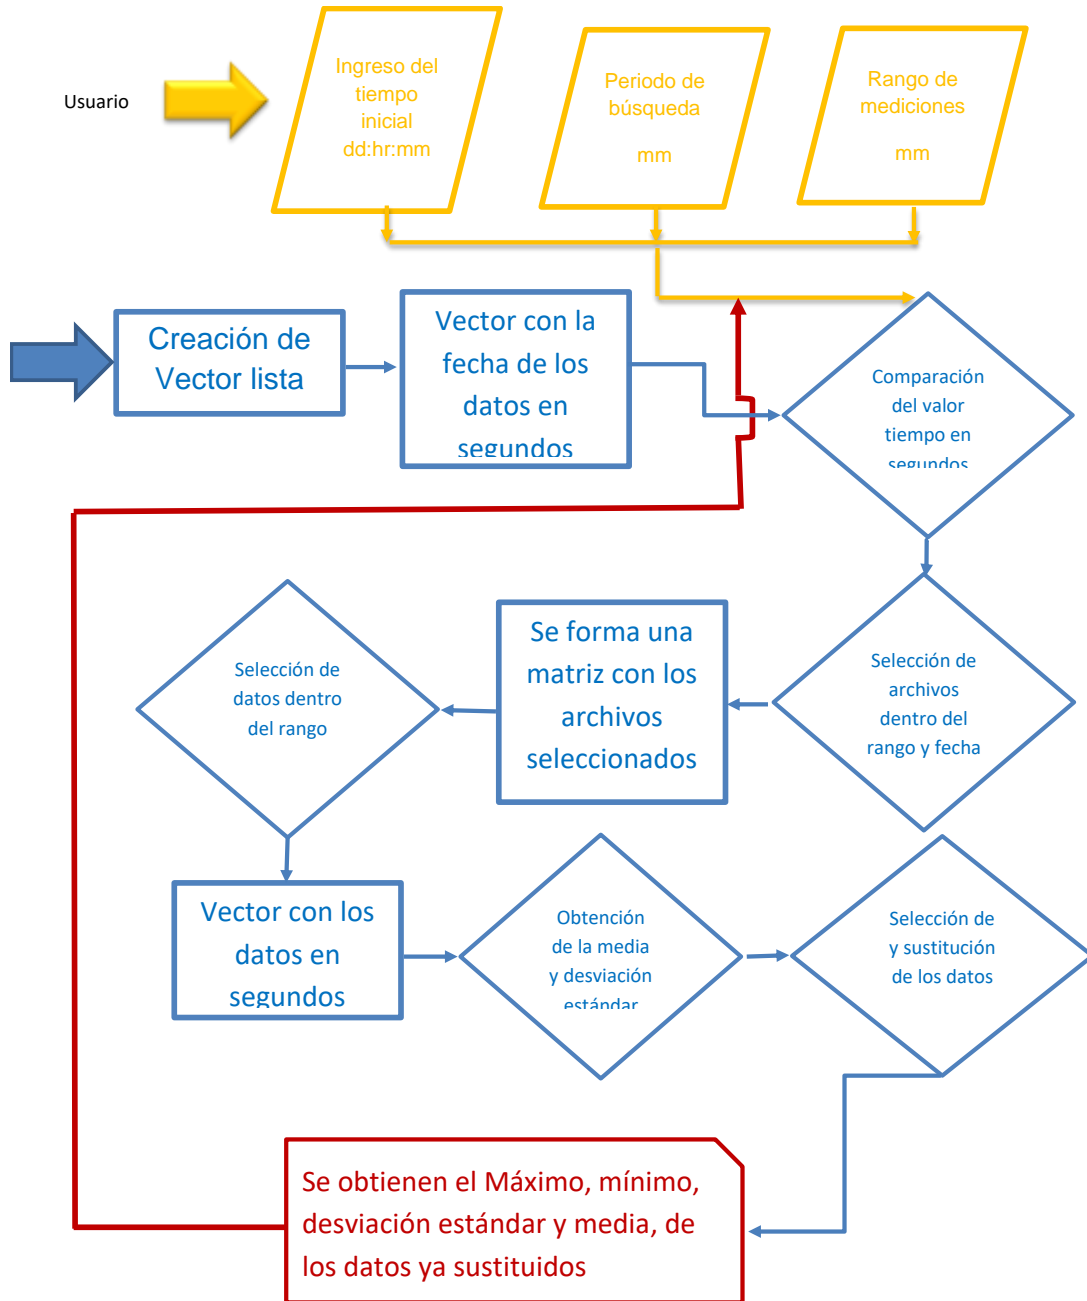 Usuario
Ingreso del
tiempo
inicial
dd:hr:mm
Periodo de
búsqueda
mm
Rango de
mediciones
mm
Creación de
Vector lista
Vector con la
fecha de los
datos en
segundos
Comparación
del valor
tiempo en
segundos
Selección de
archivos
dentro del
rango y fecha
Se forma una
matriz con los
archivos
seleccionados
Selección de
datos dentro
del rango
Vector con los
datos en
segundos
Obtención
de la media
y desviación
estándar
Selección de
y sustitución
de los datos
Se obtienen el Máximo, mínimo,
desviación estándar y media, de
los datos ya sustituidos